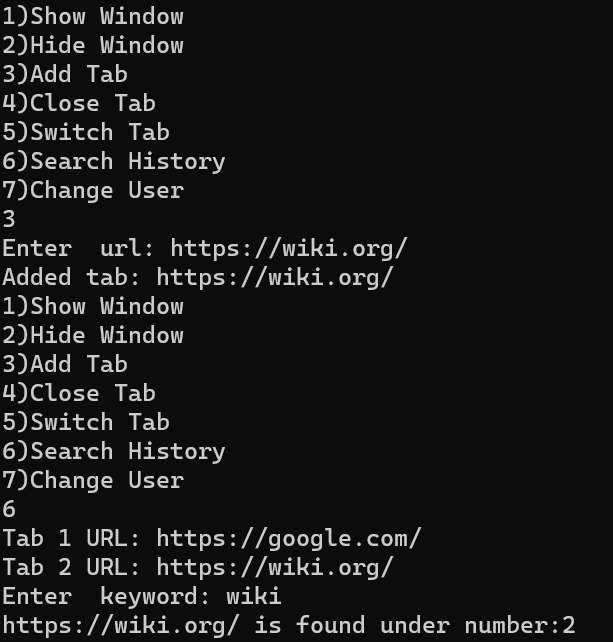 1)Show Window
2)Hide Window
3)Add Tab
4)Close Tab
5)Switch Tab
6)Search History
7)Change User
3
Enter  url: https://wiki.org/
Added tab: https://wiki.org/
1)Show Window
2)Hide Window
3)Add Tab
4)Close Tab
5)Switch Tab
6)Search History
7)Change User
6
Tab 1 URL: https://google.com/
Tab 2 URL: https://wiki.org/
Enter  keyword: wiki
https://wiki.org/ is found under number:2